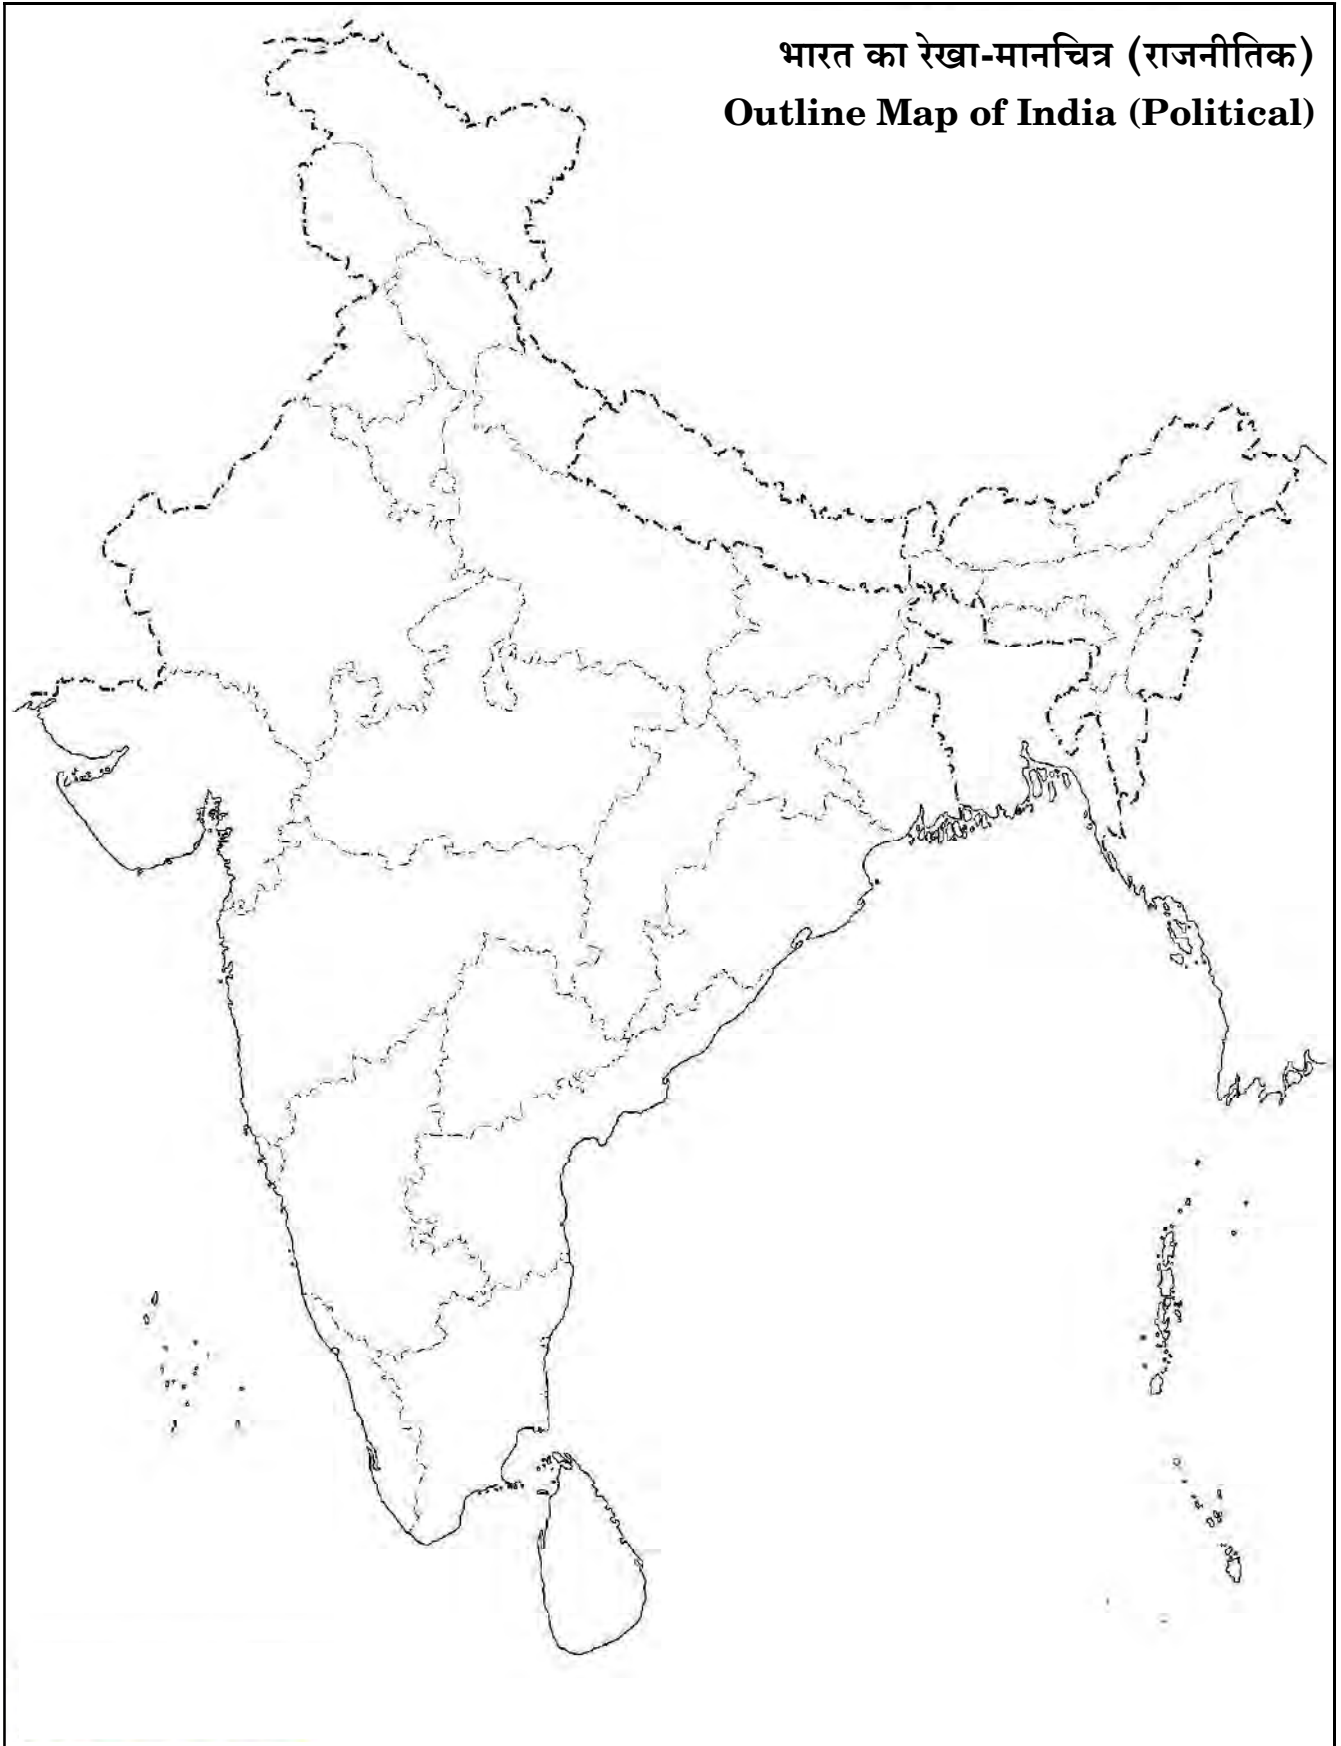 भारत का रेखा-मानचित्र (राजनीतिक)
Outline Map of India (Political)